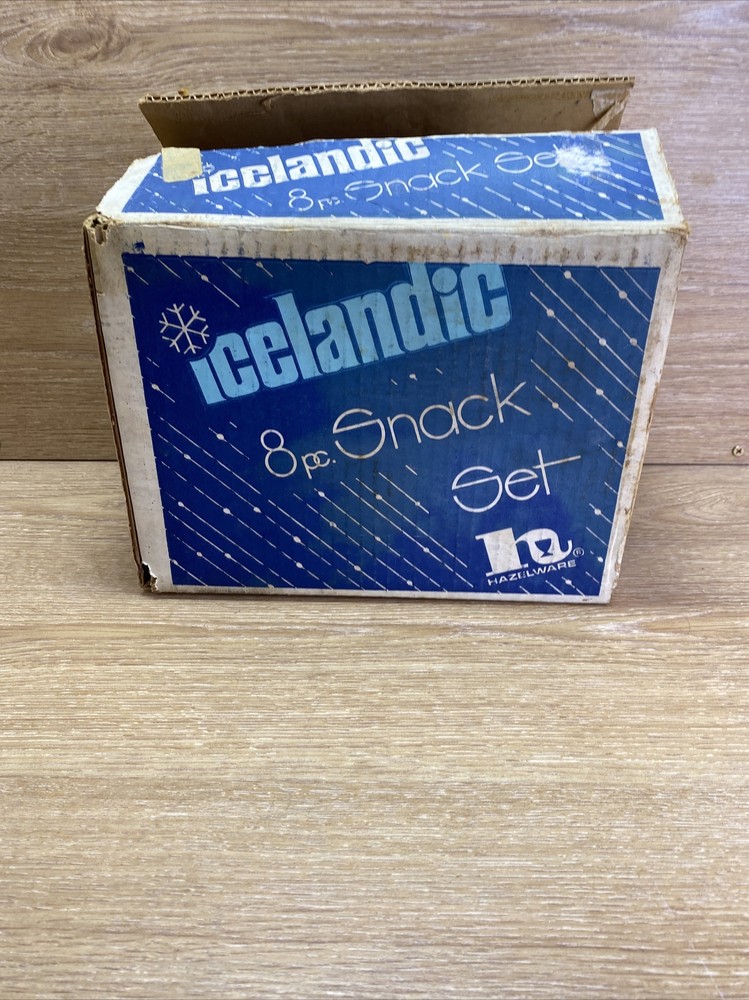 icelandic
8 pc. Snack Set
icelandic
8 pc. Snack
Set
h ®
HAZELWARE